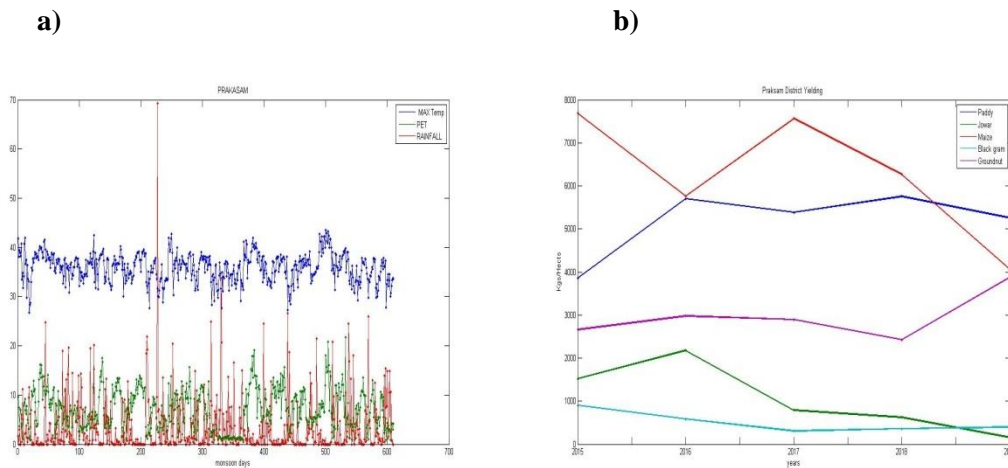 a)
b)
PRAKASAM
70
60
50
40
30
20
10
0
0 100 200 300 400 500 600 700
monsoon days
MAX Temp
PET
RAINFALL
Praksam District Yielding
8000
7000
6000
5000
4000
3000
2000
1000
0
2015 2016 2017 2018
years
Kgs/Hecto
Paddy
Jower
Maize
Black gram
Groundnut